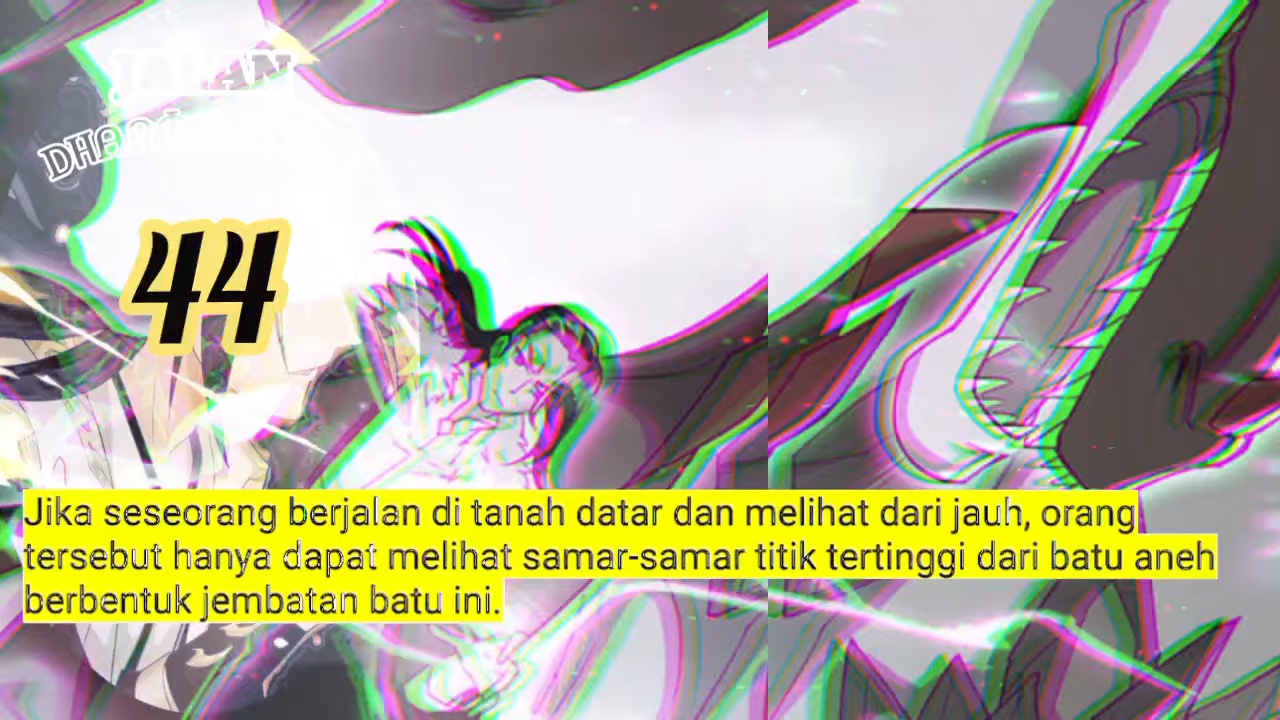 JALAN
44
Jika seseorang berjalan di tanah datar dan melihat dari jauh, orang
tersebut hanya dapat melihat samar-samar titik tertinggi dari batu aneh
berbentuk jembatan batu ini.